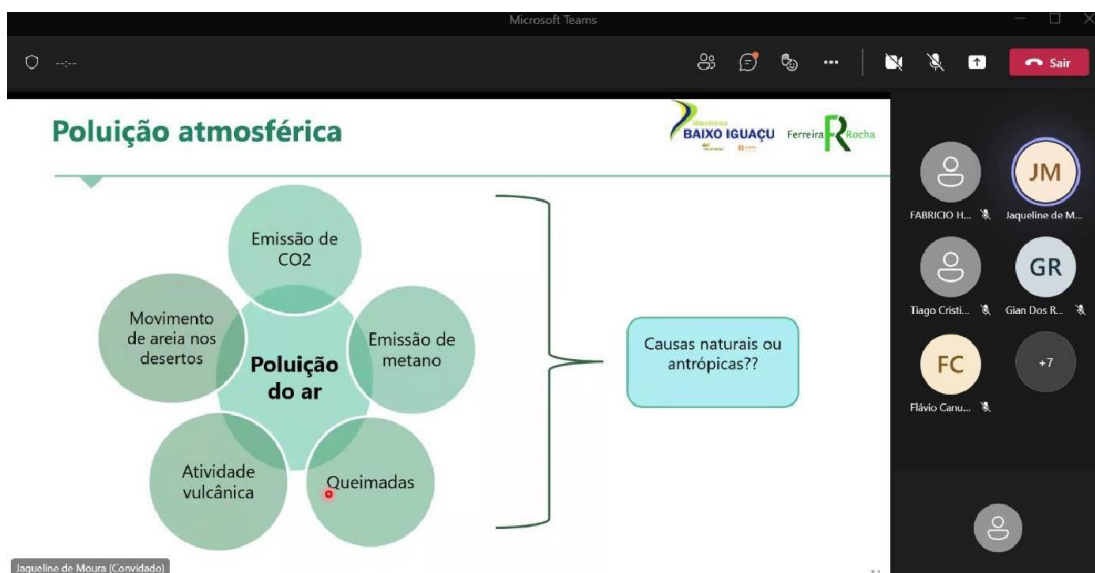 Microsoft Teams
--:--
Sair
Poluição atmosférica
BAIXO IGUAÇU
Ferreira Rocha
Emissão de
CO2
Movimento
de areia nos
desertos
Emissão de
metano
Poluição
do ar
Atividade
vulcânica
Queimadas
Causas naturais ou
antrópicas??
JM
FABRICIO H...
Jaqueline de M...
GR
Tiago Cristi...
Gian Dos R...
FC
+7
Flávio Canu...
Jaqueline de Moura (Convidado)